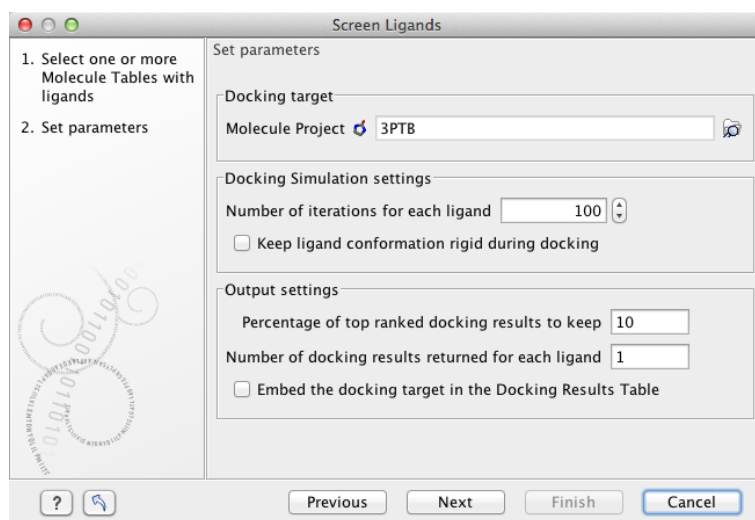 Screen Ligands
1. Select one or more
Molecule Tables with
ligands
2. Set parameters
Set parameters
Docking target
Molecule Project 3PTB
Docking Simulation settings
Number of iterations for each ligand 100
Keep ligand conformation rigid during docking
Output settings
Percentage of top ranked docking results to keep 10
Number of docking results returned for each ligand 1
Embed the docking target in the Docking Results Table
? Previous Next Finish Cancel